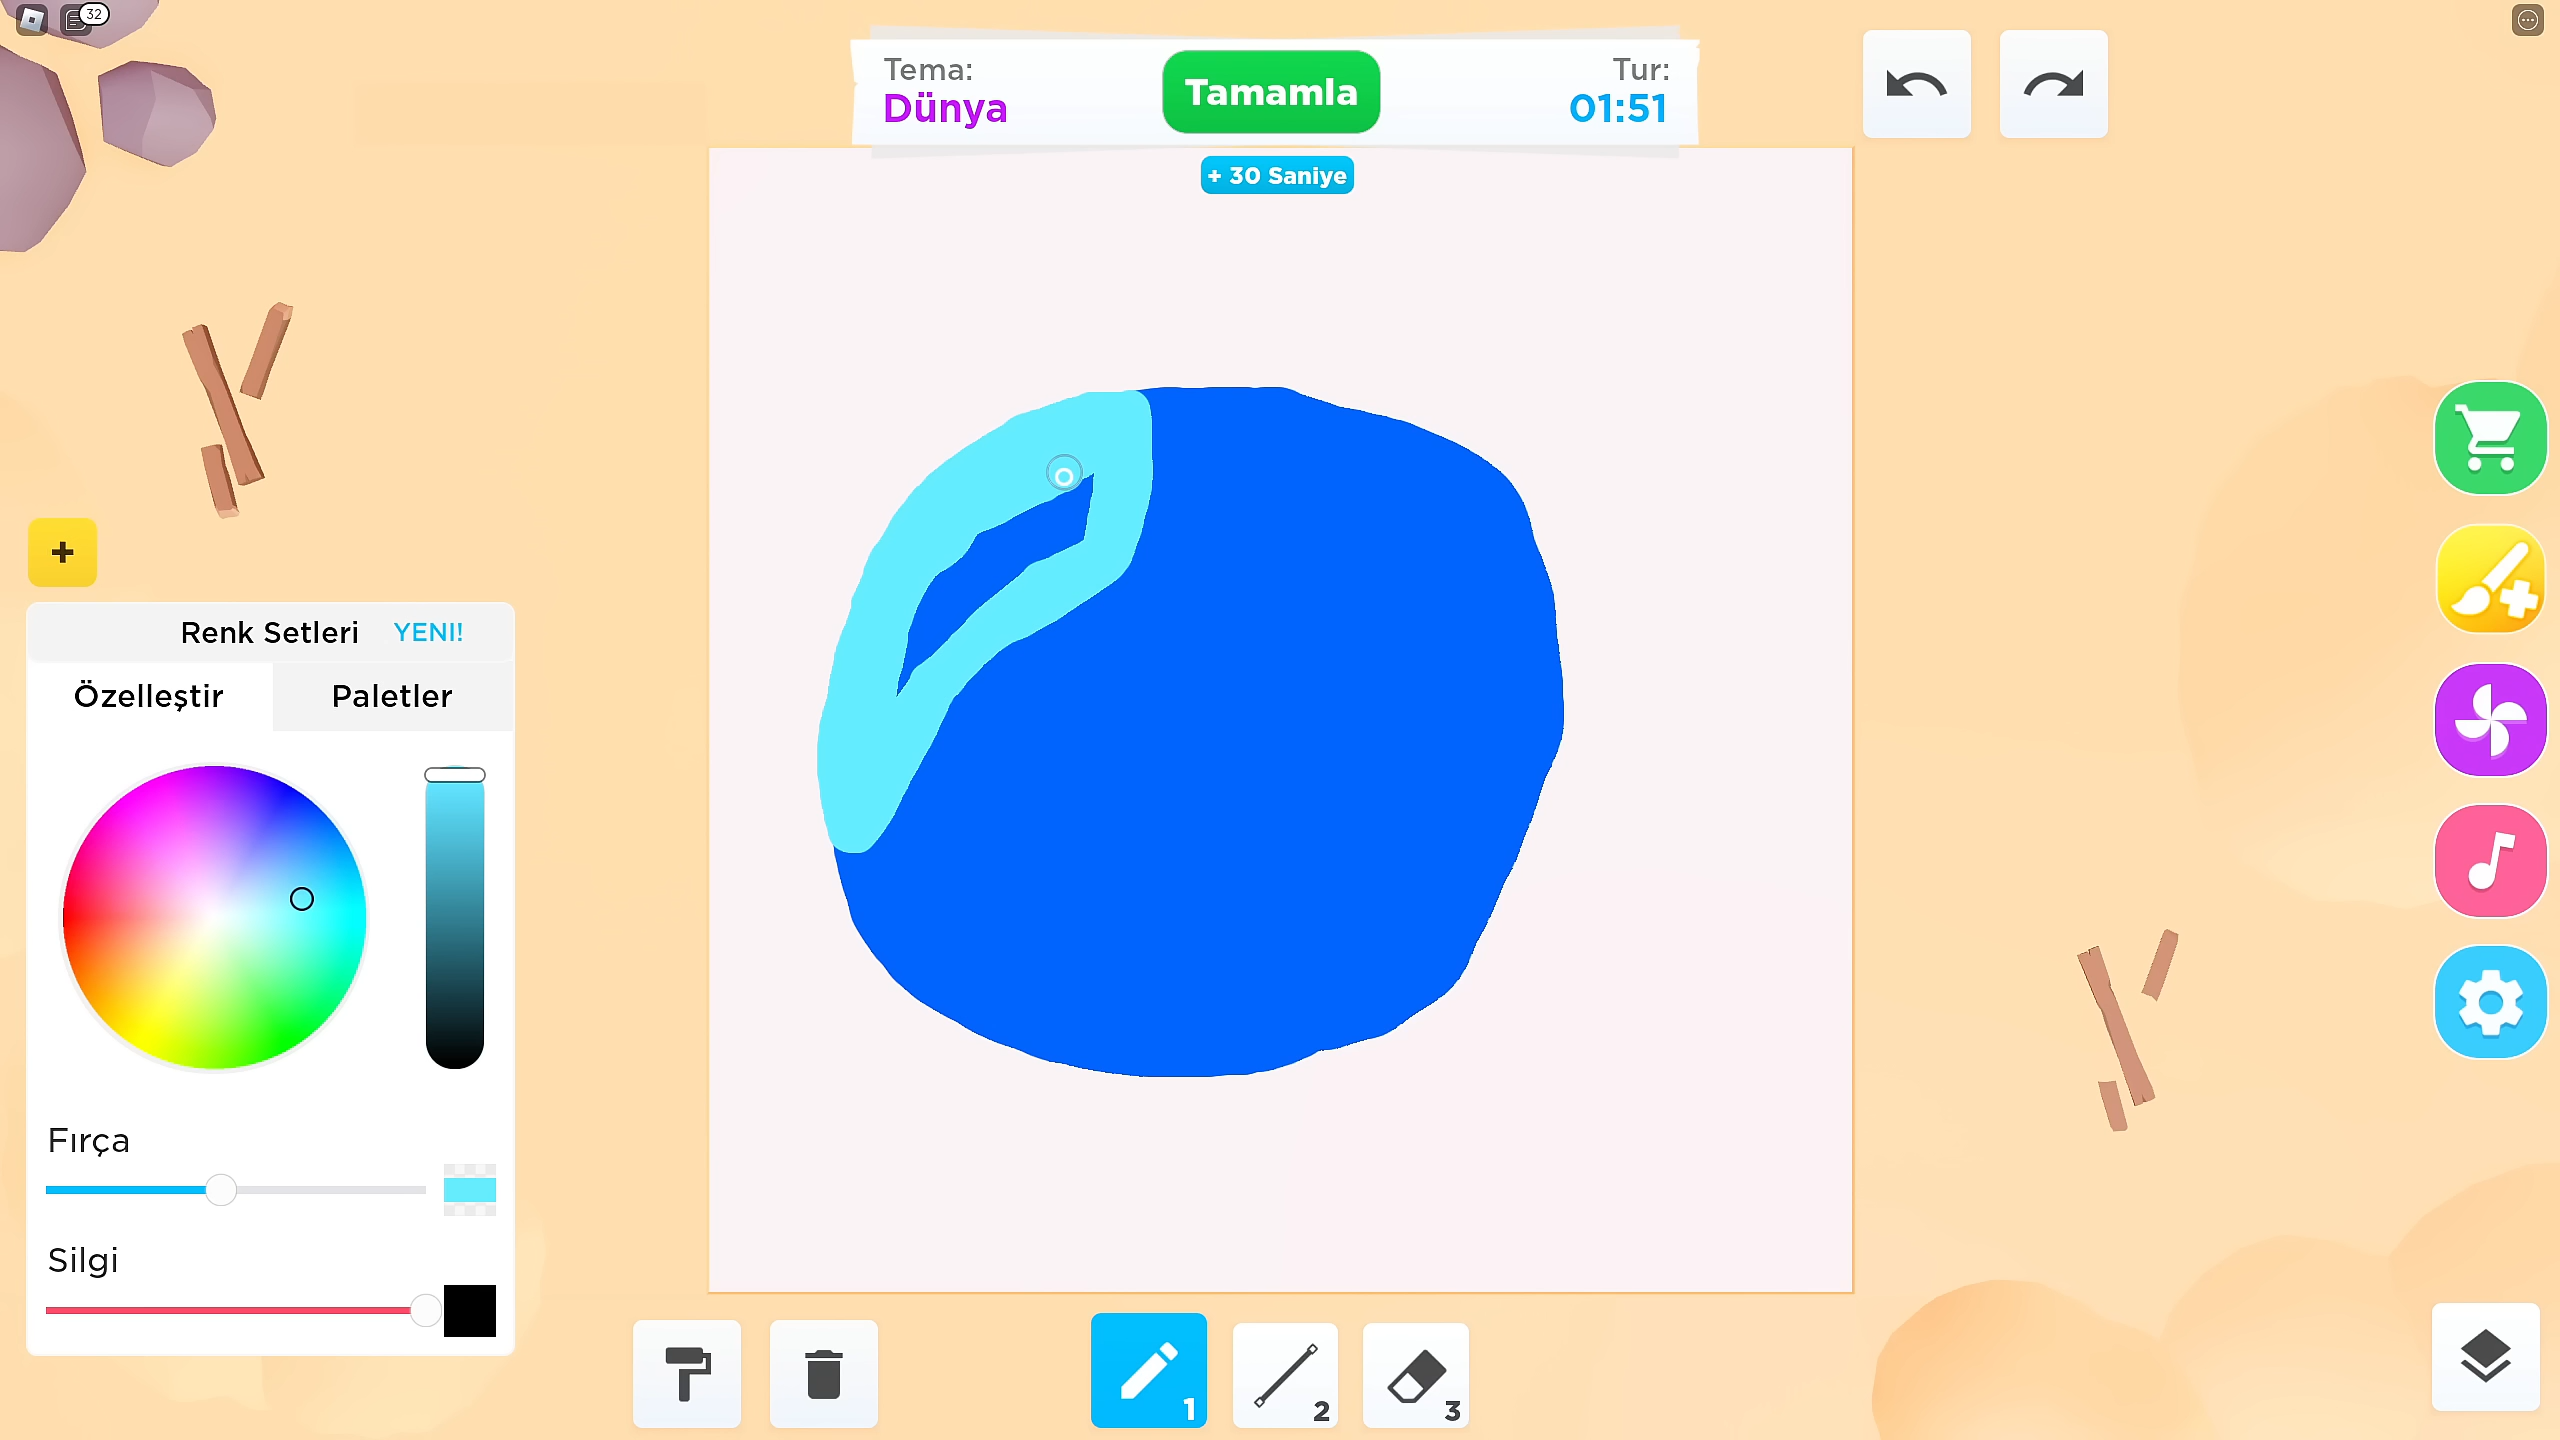 32
Tema:
Dünya
Tamamla
Tur:
01:51
+ 30 Saniye
+
Renk Setleri YENI!
Özelleştir Paletler
Fırça
Silgi
1 2 3